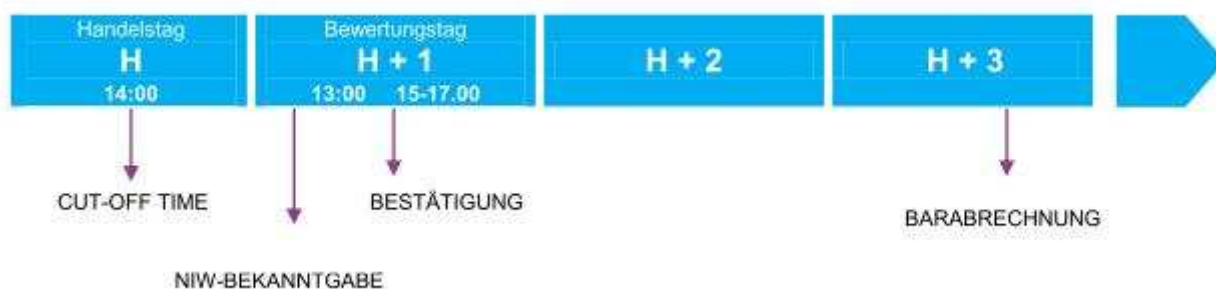 Handelstag
H
14:00
Bewertungstag
H + 1
13:00 15-17.00
H + 2
H + 3
CUT-OFF TIME
BESTÄTIGUNG
BARABRECHNUNG
NIW-BEKANNTGABE